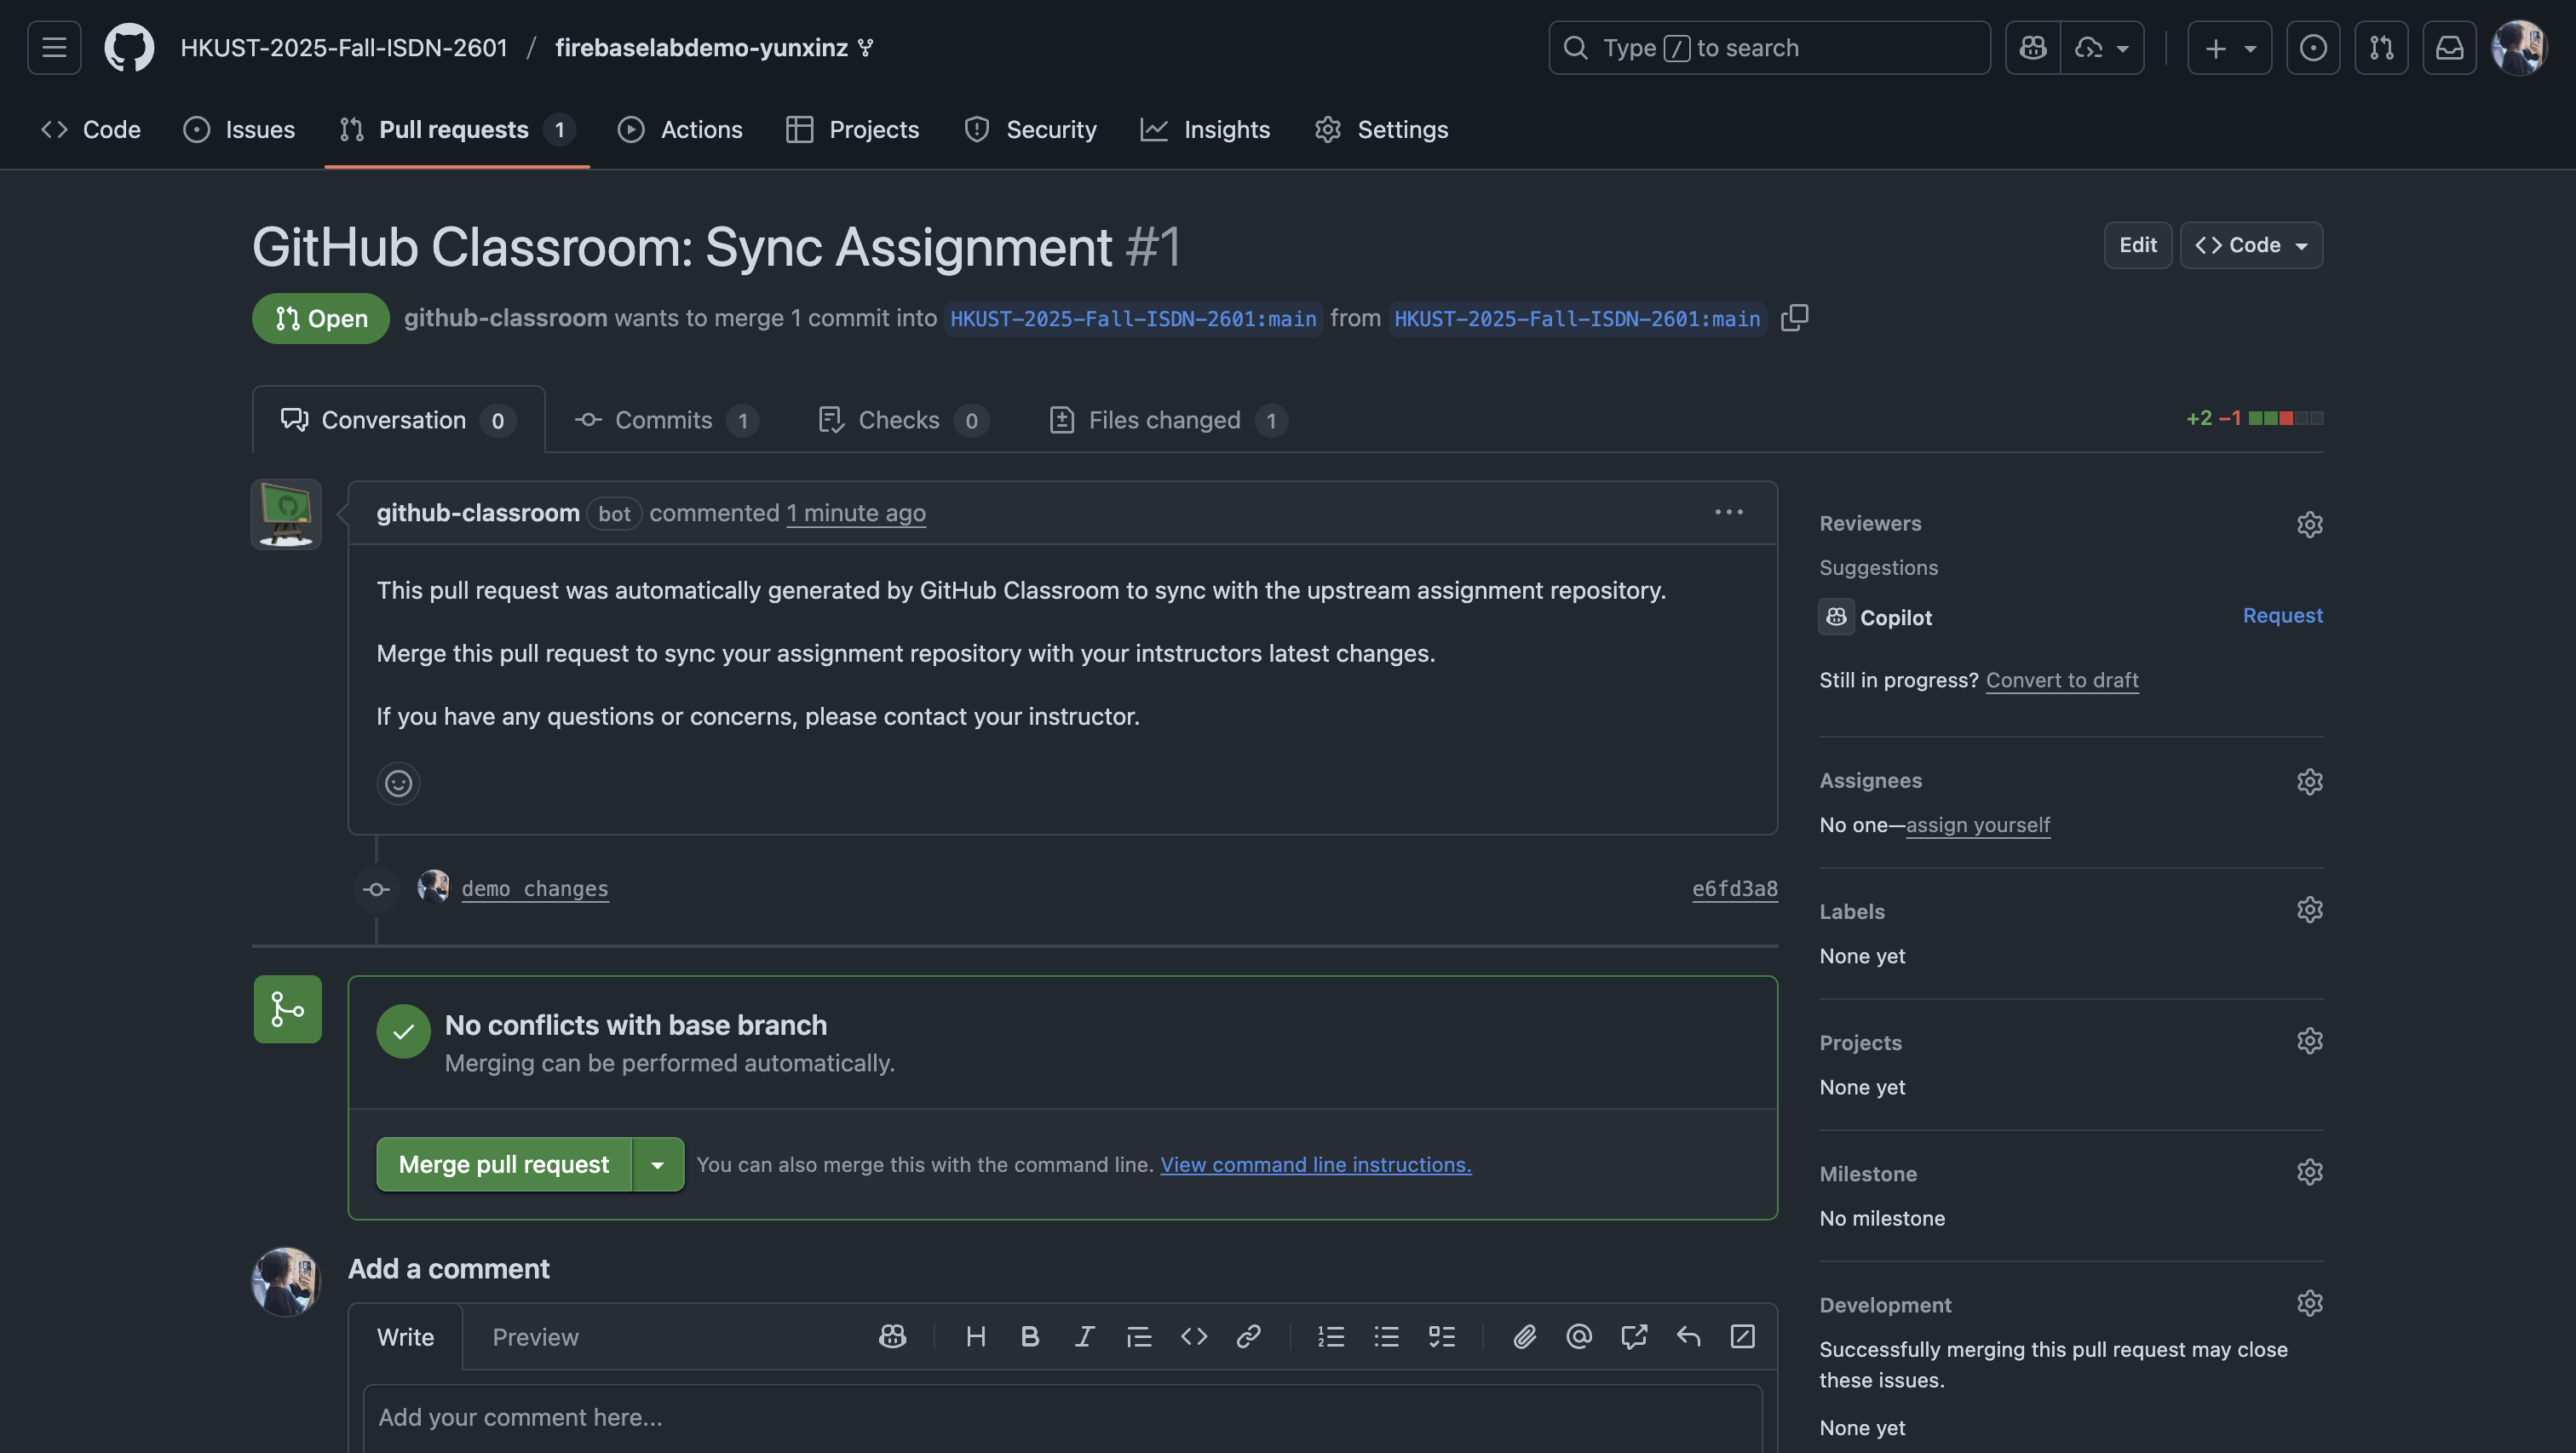 HKUST-2025-Fall-ISDN-2601 / firebaselabdemo-yunxinz
Type / to search
Code
Issues
Pull requests 1
Actions
Projects
Security
Insights
Settings
GitHub Classroom: Sync Assignment #1
Edit
Code
Open
github-classroom wants to merge 1 commit into HKUST-2025-Fall-ISDN-2601:main from HKUST-2025-Fall-ISDN-2601:main
Conversation 0
Commits 1
Checks 0
Files changed 1
+2 −1
github-classroom bot commented 1 minute ago
This pull request was automatically generated by GitHub Classroom to sync with the upstream assignment repository.
Merge this pull request to sync your assignment repository with your intstructors latest changes.
If you have any questions or concerns, please contact your instructor.
demo changes
e6fd3a8
No conflicts with base branch
Merging can be performed automatically.
Merge pull request
You can also merge this with the command line. View command line instructions.
Add a comment
Write
Preview
Add your comment here...
Reviewers
Suggestions
Copilot
Request
Still in progress? Convert to draft
Assignees
No one—assign yourself
Labels
None yet
Projects
None yet
Milestone
No milestone
Development
Successfully merging this pull request may close
these issues.
None yet